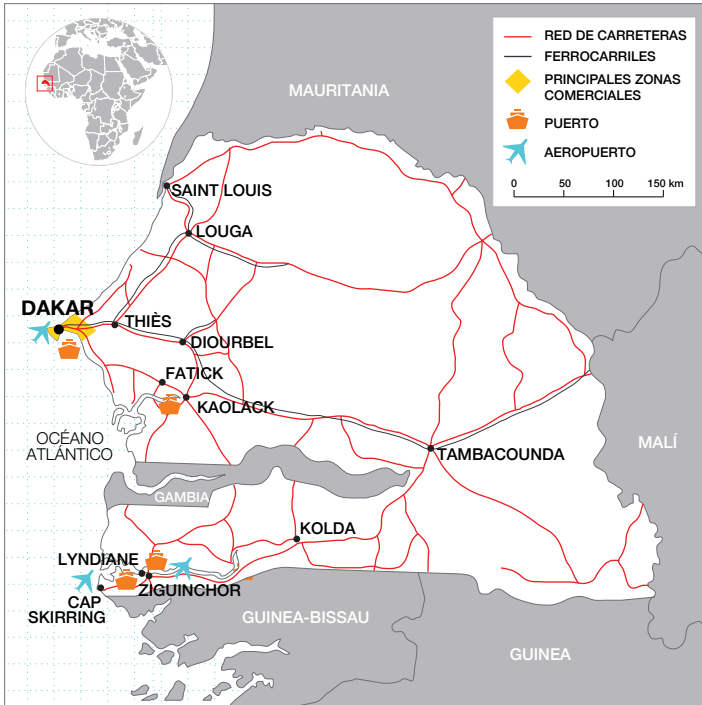 RED DE CARRETERAS
FERROCARRILES
PRINCIPALES ZONAS
COMERCIALES
PUERTO
AEROPUERTO
0 50 100 150 km
MAURITANIA
SAINT LOUIS
LOUGA
DAKAR
THIÈS
DIOURBEL
FATICK
KAOLACK
OCÉANO
ATLÁNTICO
TAMBACOUNDA
MALÍ
GAMBIA
KOLDA
LYNDIANE
ZIGUINCHOR
CAP
SKIRRING
GUINEA-BISSAU
GUINEA